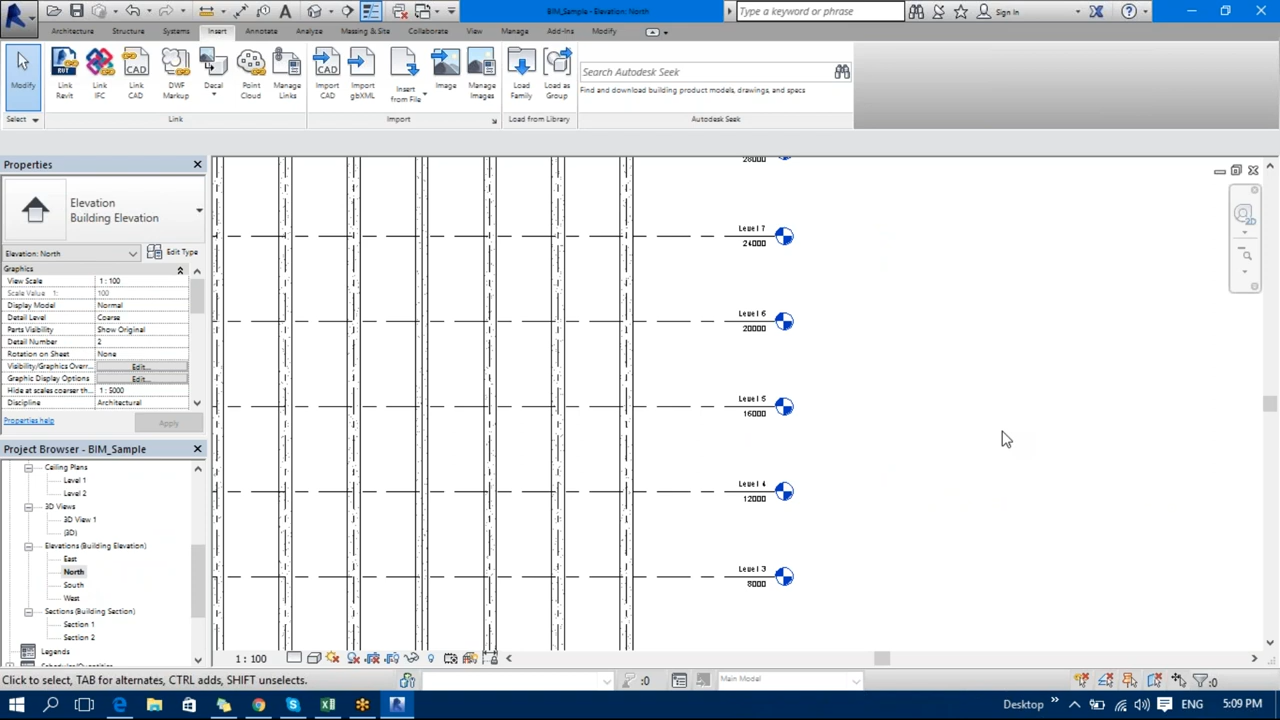 BIM_Sample - Elevation: North
Type a keyword or phrase
Sign In
Architecture
Structure
Systems
Insert
Annotate
Analyze
Massing & Site
Collaborate
View
Manage
Add-Ins
Modify
Modify
Link Revit
Link IFC
Link CAD
DWF Markup
Decal
Point Cloud
Manage Links
Import CAD
Import gbXML
Insert from File
Image
Manage Images
Load Family
Load as Group
Search Autodesk Seek
Find and download building product models, drawings, and specs
Select
Link
Import
Load from Library
Autodesk Seek
Properties
Elevation
Building Elevation
Elevation: North
Edit Type
Graphics
View Scale 1 : 100
Scale Value 1: 100
Display Model Normal
Detail Level Coarse
Parts Visibility Show Original
Detail Number 2
Rotation on Sheet None
Visibility/Graphics Over... Edit...
Graphic Display Options Edit...
Hide at scales coarser th... 1 : 5000
Discipline Architectural
Properties help
Apply
Project Browser - BIM_Sample
Ceiling Plans
Level 1
Level 2
3D Views
3D View 1
{3D}
Elevations (Building Elevation)
East
North
South
West
Sections (Building Section)
Section 1
Section 2
Legends
28000
Level 7
24000
Level 6
20000
Level 5
16000
Level 4
12000
Level 3
8000
2D
1 : 100
Click to select, TAB for alternates, CTRL adds, SHIFT unselects.
:0
Main Model
:0
Desktop
ENG
5:09 PM